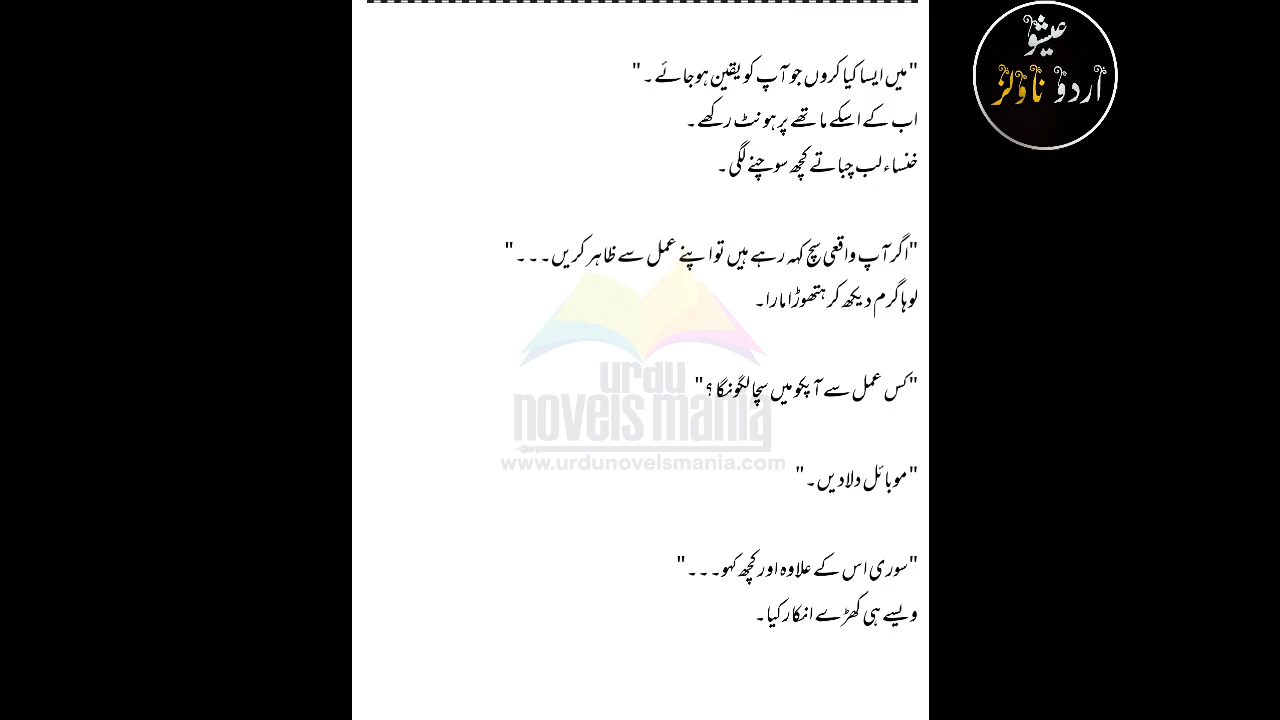 "میں ایسا کیا کروں جو آپ کو یقین ہوجائے۔"
اب کے اسکے ماتھے پر ہونٹ رکھے۔
خنساء لب چباتے کچھ سوچنے لگی۔
"اگر آپ واقعی سچ کہہ رہے ہیں تو اپنے عمل سے ظاہر کریں۔۔۔"
لوہا گرم دیکھ کر ہتھوڑا مارا۔
"کس عمل سے آپکو میں سچا لگونگا؟"
"موبائل دلادیں۔"
"سوری اس کے علاوہ اور کچھ کہو۔۔۔"
ویسے ہی کھڑے انکار کیا۔
عیشو
اردو ناولز
urdu
novels mania
www.urdunovelsmania.com